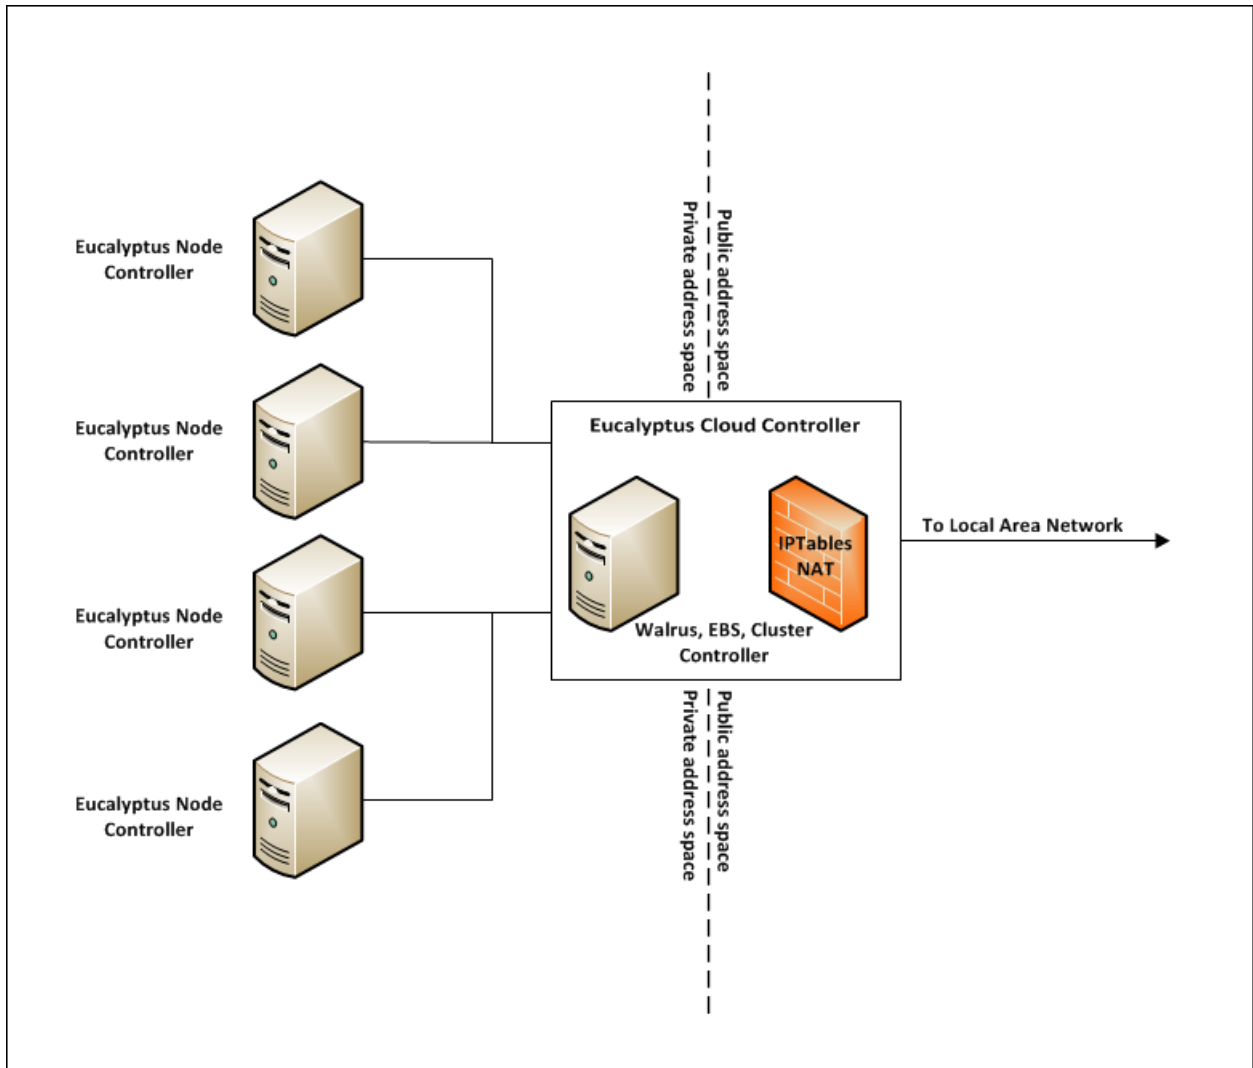 Private address space
Public address space
Eucalyptus Node
Controller
Eucalyptus Node
Controller
Eucalyptus Node
Controller
Eucalyptus Node
Controller
Eucalyptus Cloud Controller
IPTables
NAT
Walrus, EBS, Cluster
Controller
To Local Area Network
Private address space
Public address space